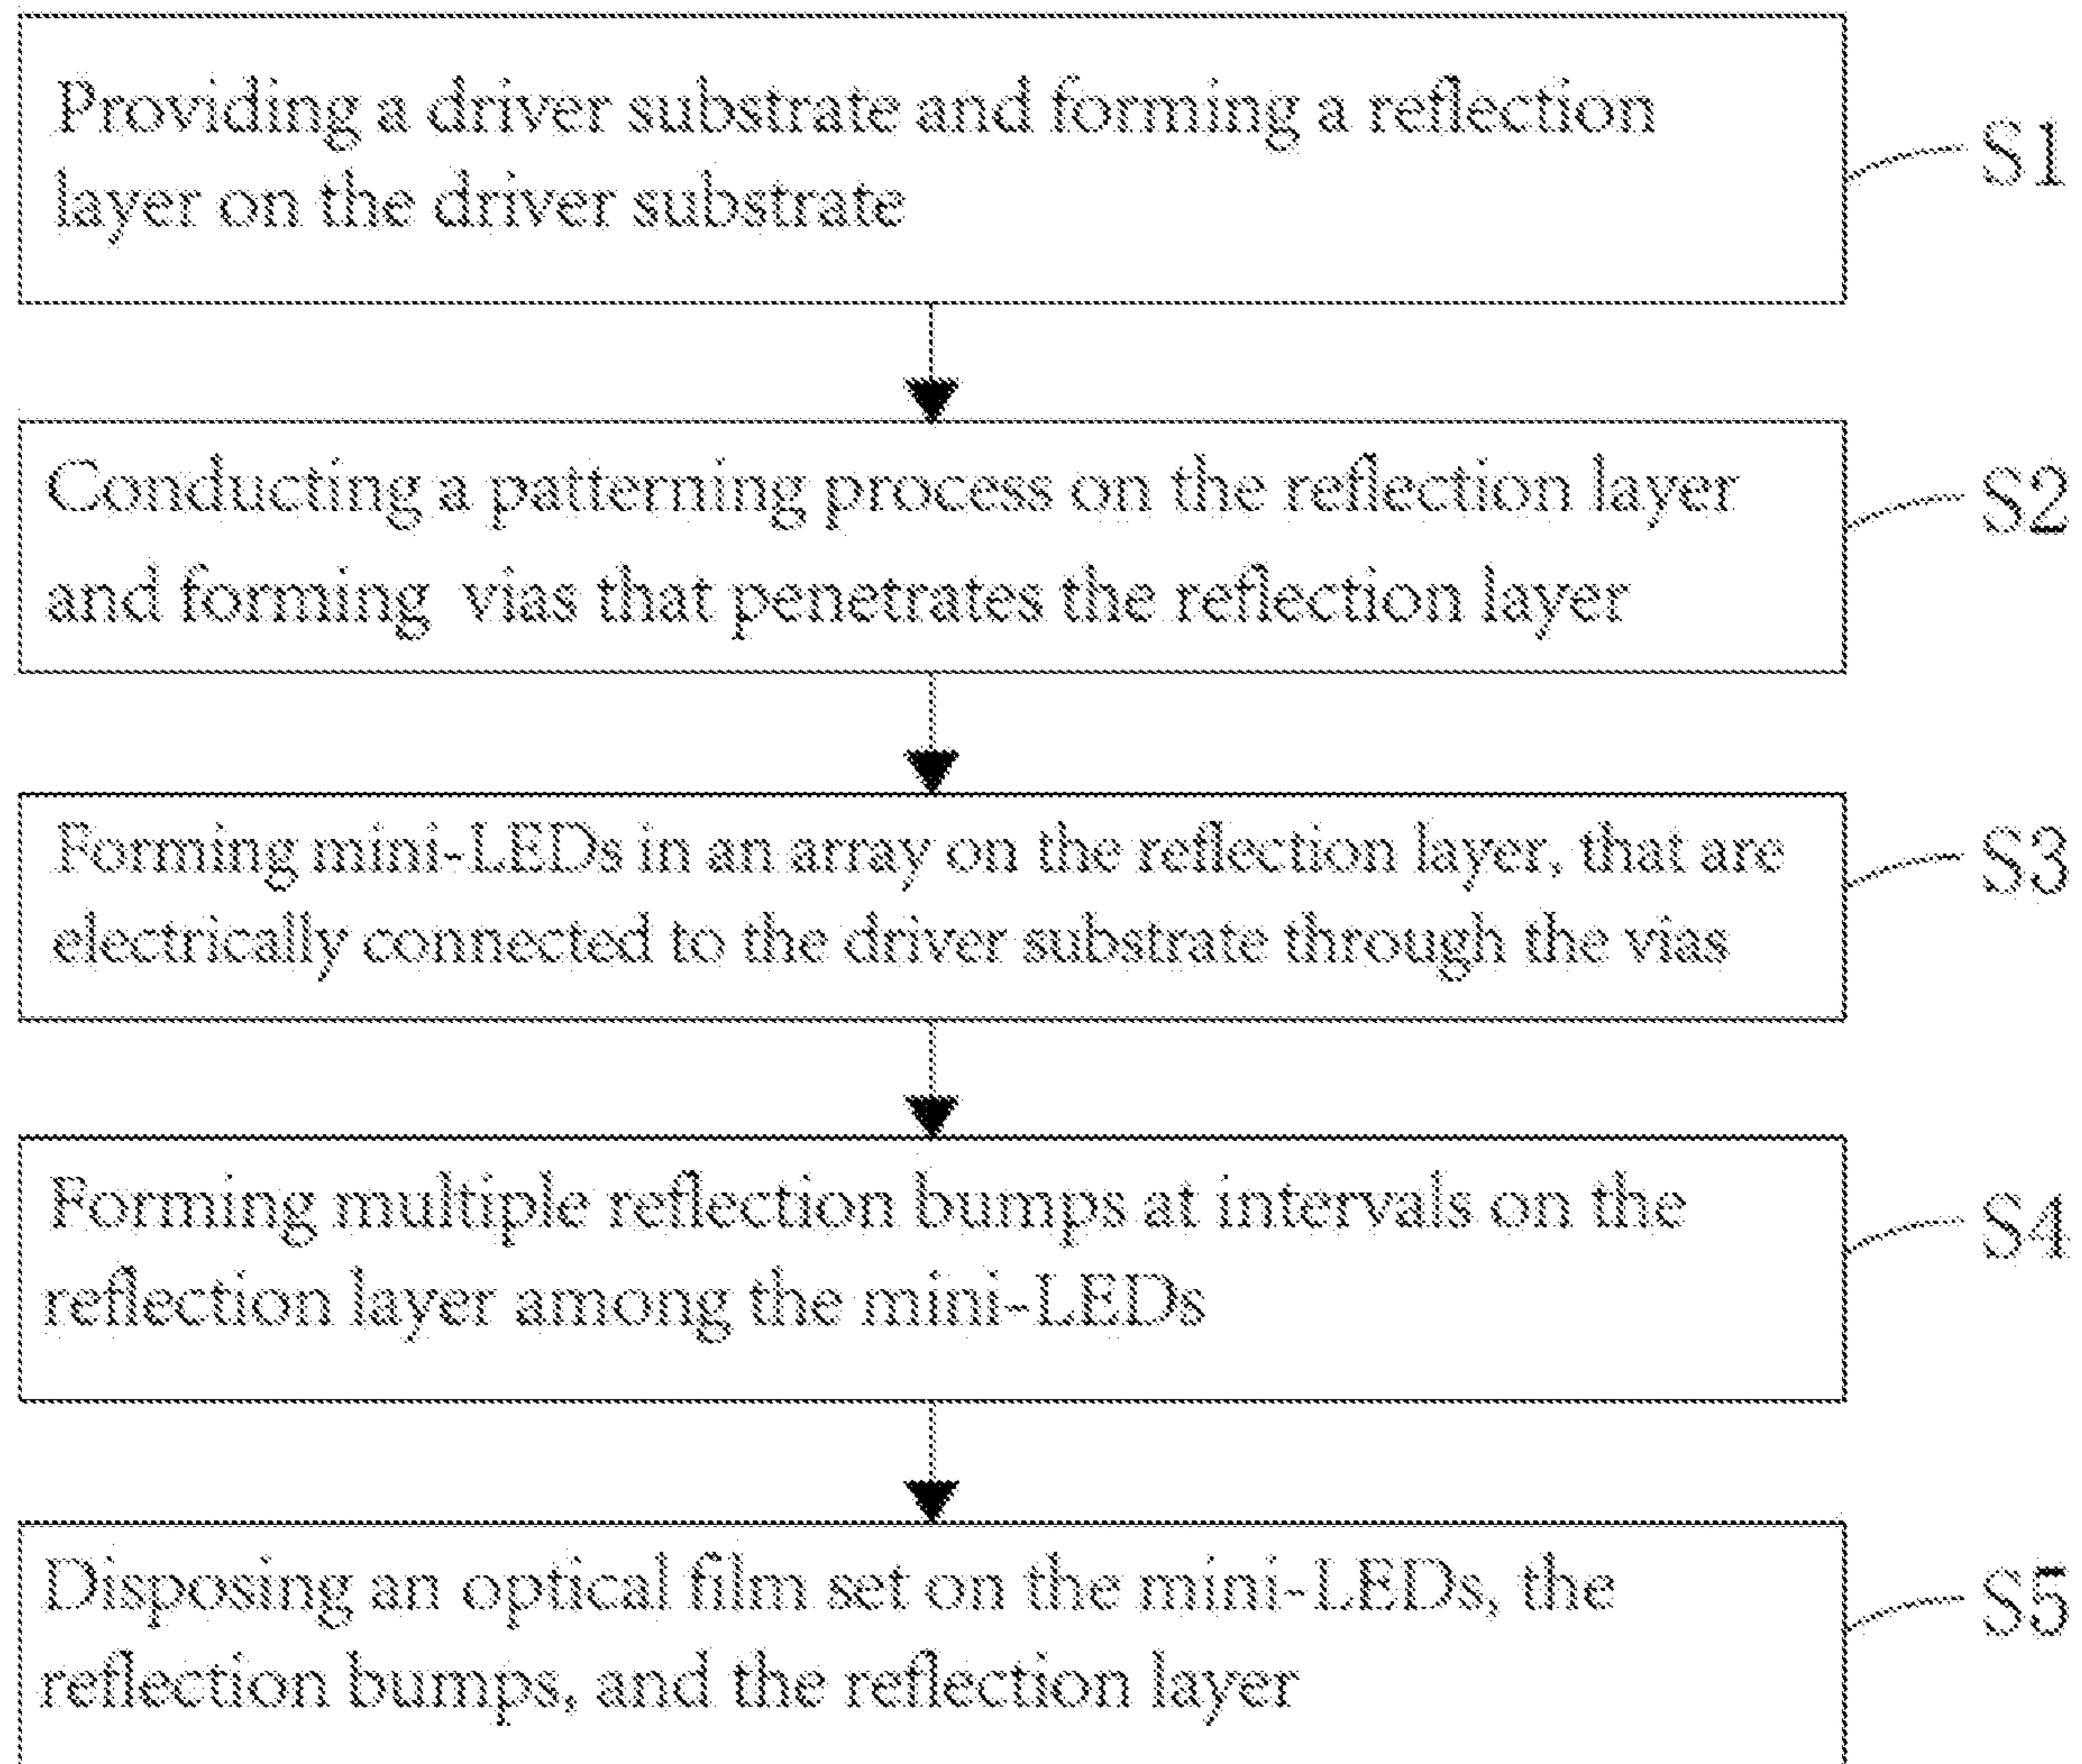 Providing a driver substrate and forming a reflection
layer on the driver substrate
S1
Conducting a patterning process on the reflection layer
and forming vias that penetrates the reflection layer
S2
Forming mini-LEDs in an array on the reflection layer, that are
electrically connected to the driver substrate through the vias
S3
Forming multiple reflection bumps at intervals on the
reflection layer among the mini-LEDs
S4
Disposing an optical film set on the mini-LEDs, the
reflection bumps, and the reflection layer
S5